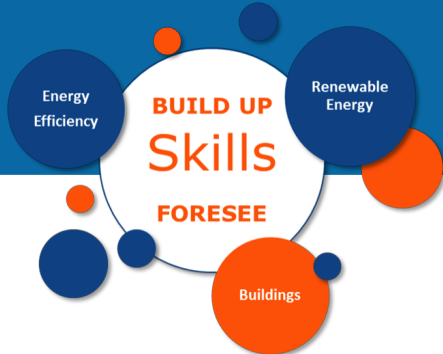 Energy
Efficiency
BUILD UP
Skills
FORESEE
Renewable
Energy
Buildings